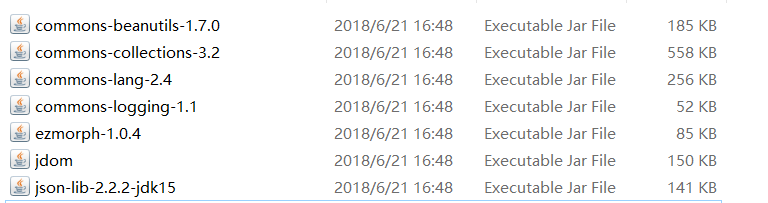 commons-beanutils-1.7.0 2018/6/21 16:48 Executable Jar File 185 KB
commons-collections-3.2 2018/6/21 16:48 Executable Jar File 558 KB
commons-lang-2.4 2018/6/21 16:48 Executable Jar File 256 KB
commons-logging-1.1 2018/6/21 16:48 Executable Jar File 52 KB
ezmorph-1.0.4 2018/6/21 16:48 Executable Jar File 85 KB
jdom 2018/6/21 16:48 Executable Jar File 150 KB
json-lib-2.2.2-jdk15 2018/6/21 16:48 Executable Jar File 141 KB